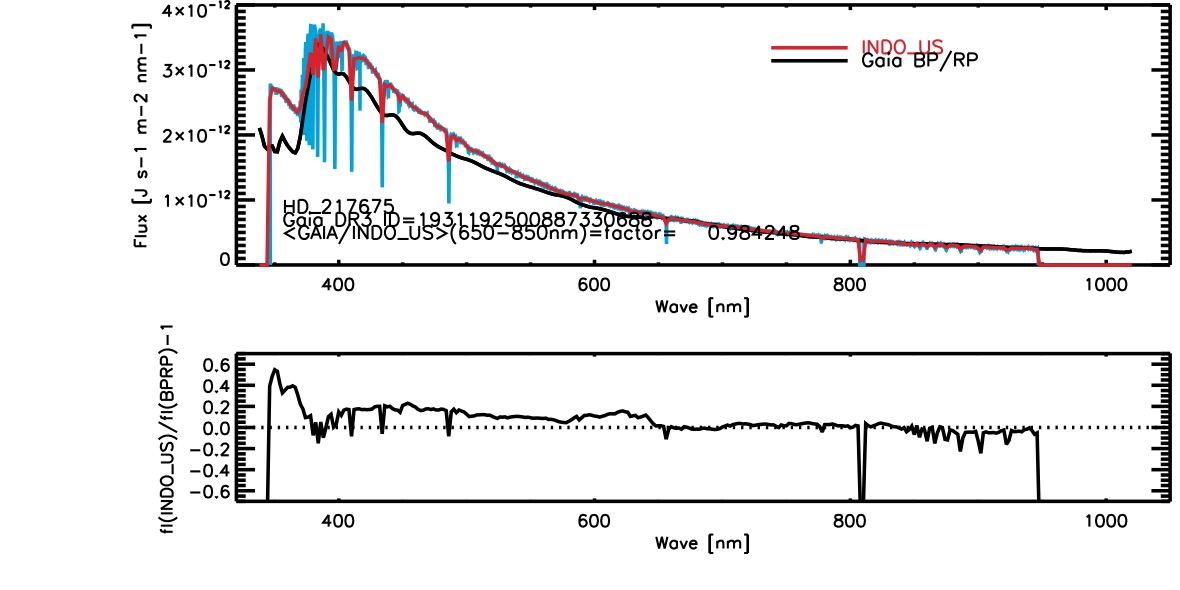 4×10⁻¹²
3×10⁻¹²
2×10⁻¹²
1×10⁻¹²
0
Flux [J s-1 m-2 nm-1]
INDO_US
Gaia BP/RP
HD_217675
Gaia DR3 ID=1931192500887330688
<GAIA/INDO_US>(650-850nm)=factor= 0.984248
400 600 800 1000
Wave [nm]
0.6
0.4
0.2
0.0
-0.2
-0.4
-0.6
fl(INDO_US)/fl(BPRP)-1
400 600 800 1000
Wave [nm]